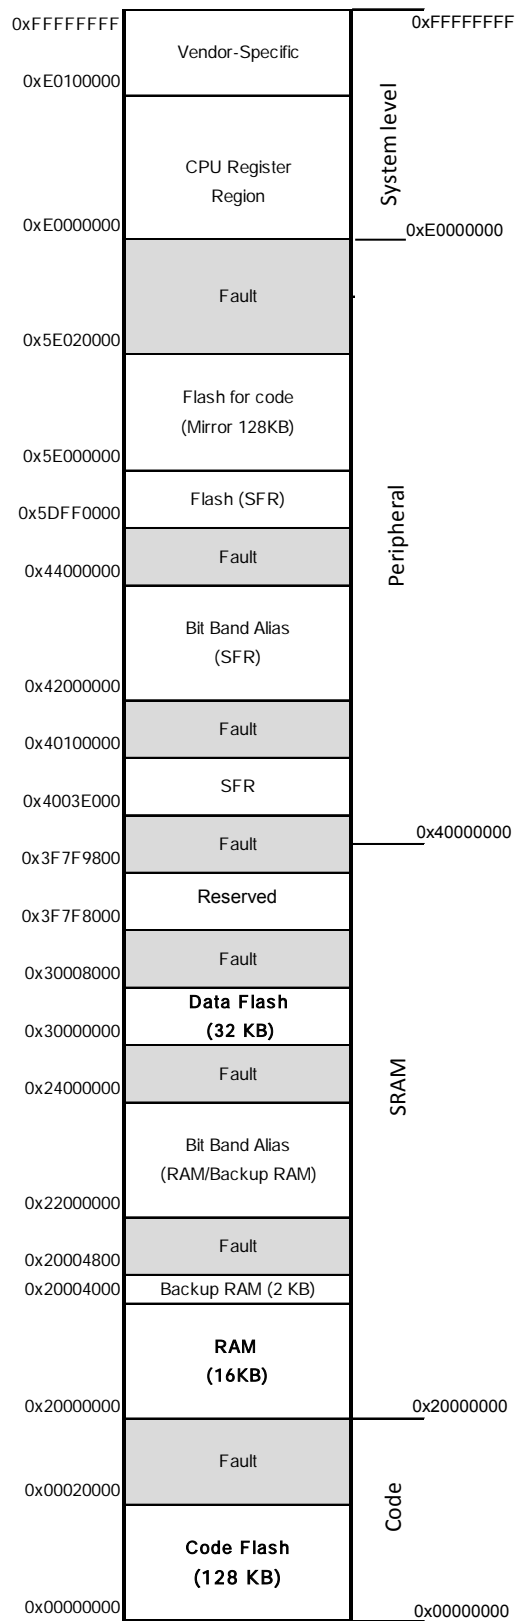 0xFFFFFFFF
0xFFFFFFFF
Vendor-Specific
0xE0100000
System level
CPU Register
Region
0xE0000000
0xE0000000
Fault
0x5E020000
Flash for code
(Mirror 128KB)
0x5E000000
Peripheral
Flash (SFR)
0x5DFF0000
Fault
0x44000000
Bit Band Alias
(SFR)
0x42000000
Fault
0x40100000
SFR
0x4003E000
0x40000000
Fault
0x3F7F9800
Reserved
0x3F7F8000
Fault
0x30008000
Data Flash
(32 KB)
0x30000000
SRAM
Fault
0x24000000
Bit Band Alias
(RAM/Backup RAM)
0x22000000
Fault
0x20004800
0x20004000
Backup RAM (2 KB)
RAM
(16KB)
0x20000000
0x20000000
Fault
0x00020000
Code
Code Flash
(128 KB)
0x00000000
0x00000000